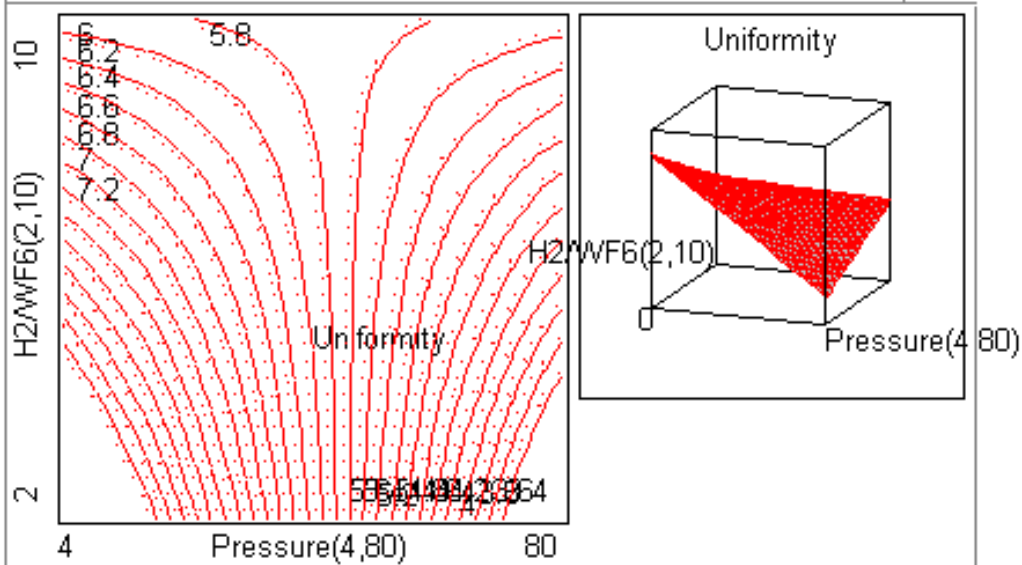 6
6.2
6.4
6.6
6.8
7
7.2
5.8
Uniformity
10
H2/WF6(2,10)
2
4
Pressure(4,80)
80
Uniformity
H2/WF6(2,10)
0
Pressure(4,80)